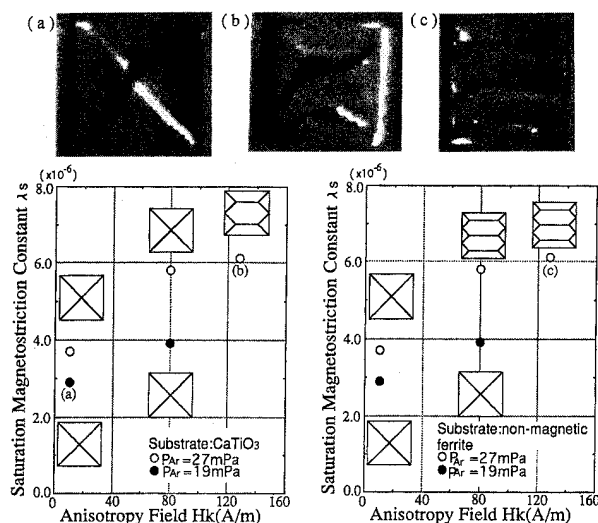 (a)
(b)
(c)
(×10-6)
8.0
6.0
4.0
2.0
0.0
0
40
80
120
160
Saturation Magnetostriction Constant λs
Anisotropy Field Hk(A/m)
(b)
(a)
Substrate:CaTiO3
○ PAr=27mPa
● PAr=19mPa
(×10-6)
8.0
6.0
4.0
2.0
0.0
0
40
80
120
160
Saturation Magnetostriction Constant λs
Anisotropy Field Hk(A/m)
(c)
Substrate:non-magnetic
ferrite
○ PAr=27mPa
● PAr=19mPa